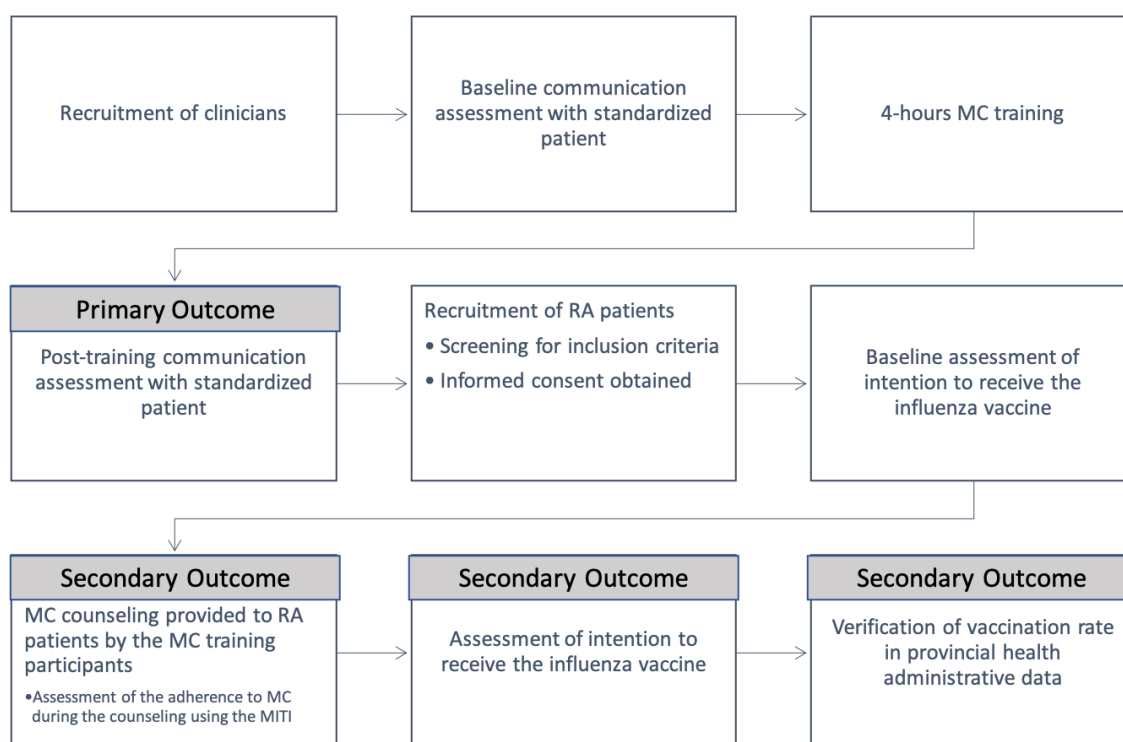 Recruitment of clinicians
Baseline communication
assessment with standardized
patient
4-hours MC training
Primary Outcome
Post-training communication
assessment with standardized
patient
Recruitment of RA patients
• Screening for inclusion criteria
• Informed consent obtained
Baseline assessment of
intention to receive the
influenza vaccine
Secondary Outcome
MC counseling provided to RA
patients by the MC training
participants
•Assessment of the adherence to MC
during the counseling using the MITI
Secondary Outcome
Assessment of intention to
receive the influenza vaccine
Secondary Outcome
Verification of vaccination rate
in provincial health
administrative data